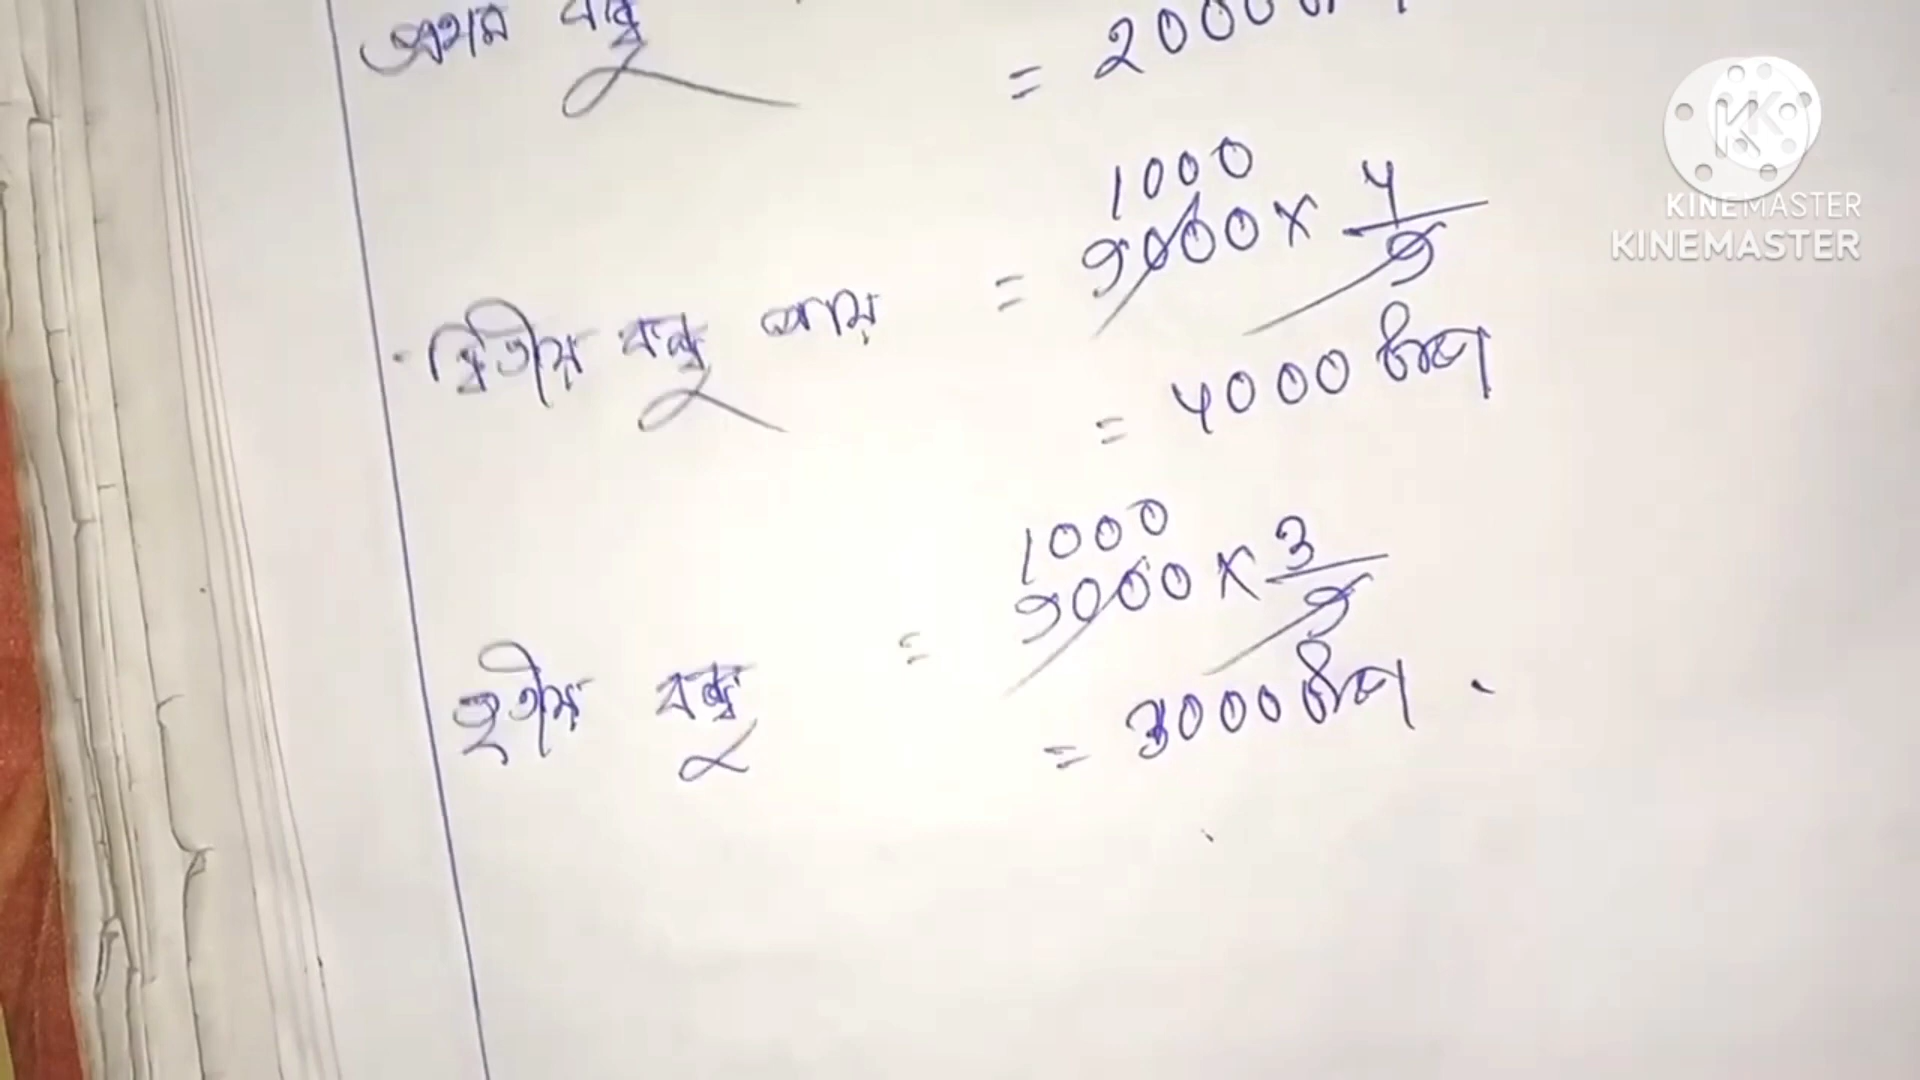 প্রথম বন্ধু
= 2000
1000
KINEMASTER
KINEMASTER
দ্বিতীয় বন্ধু পায় = 9000 × 4/9
= 4000 টাকা
1000
তৃতীয় বন্ধু = 9000 × 3/9
= 3000 টাকা